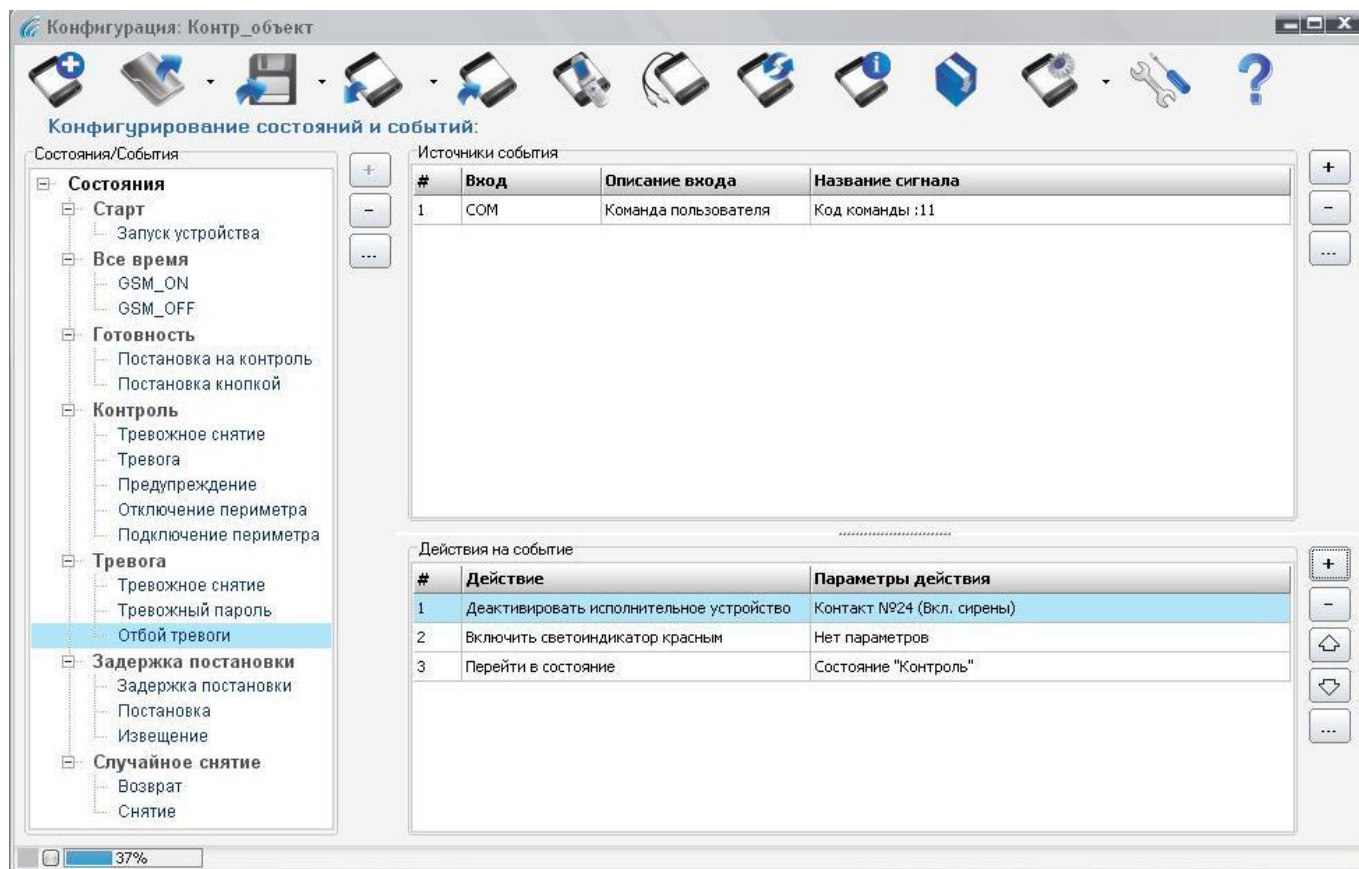 Конфигурация: Контр_объект
Конфигурирование состояний и событий:
Состояния/События
Состояния
Старт
Запуск устройства
Все время
GSM_ON
GSM_OFF
Готовность
Постановка на контроль
Постановка кнопкой
Контроль
Тревожное снятие
Тревога
Предупреждение
Отключение периметра
Подключение периметра
Тревога
Тревожное снятие
Тревожный пароль
Отбой тревоги
Задержка постановки
Задержка постановки
Постановка
Извещение
Случайное снятие
Возврат
Снятие
+
-
...
Источники события
# Вход Описание входа Название сигнала
1 COM Команда пользователя Код команды :11
+
-
...
Действия на событие
# Действие Параметры действия
1 Деактивировать исполнительное устройство Контакт №24 (Вкл. сирены)
2 Включить светоиндикатор красным Нет параметров
3 Перейти в состояние Состояние "Контроль"
+
-
...
37%